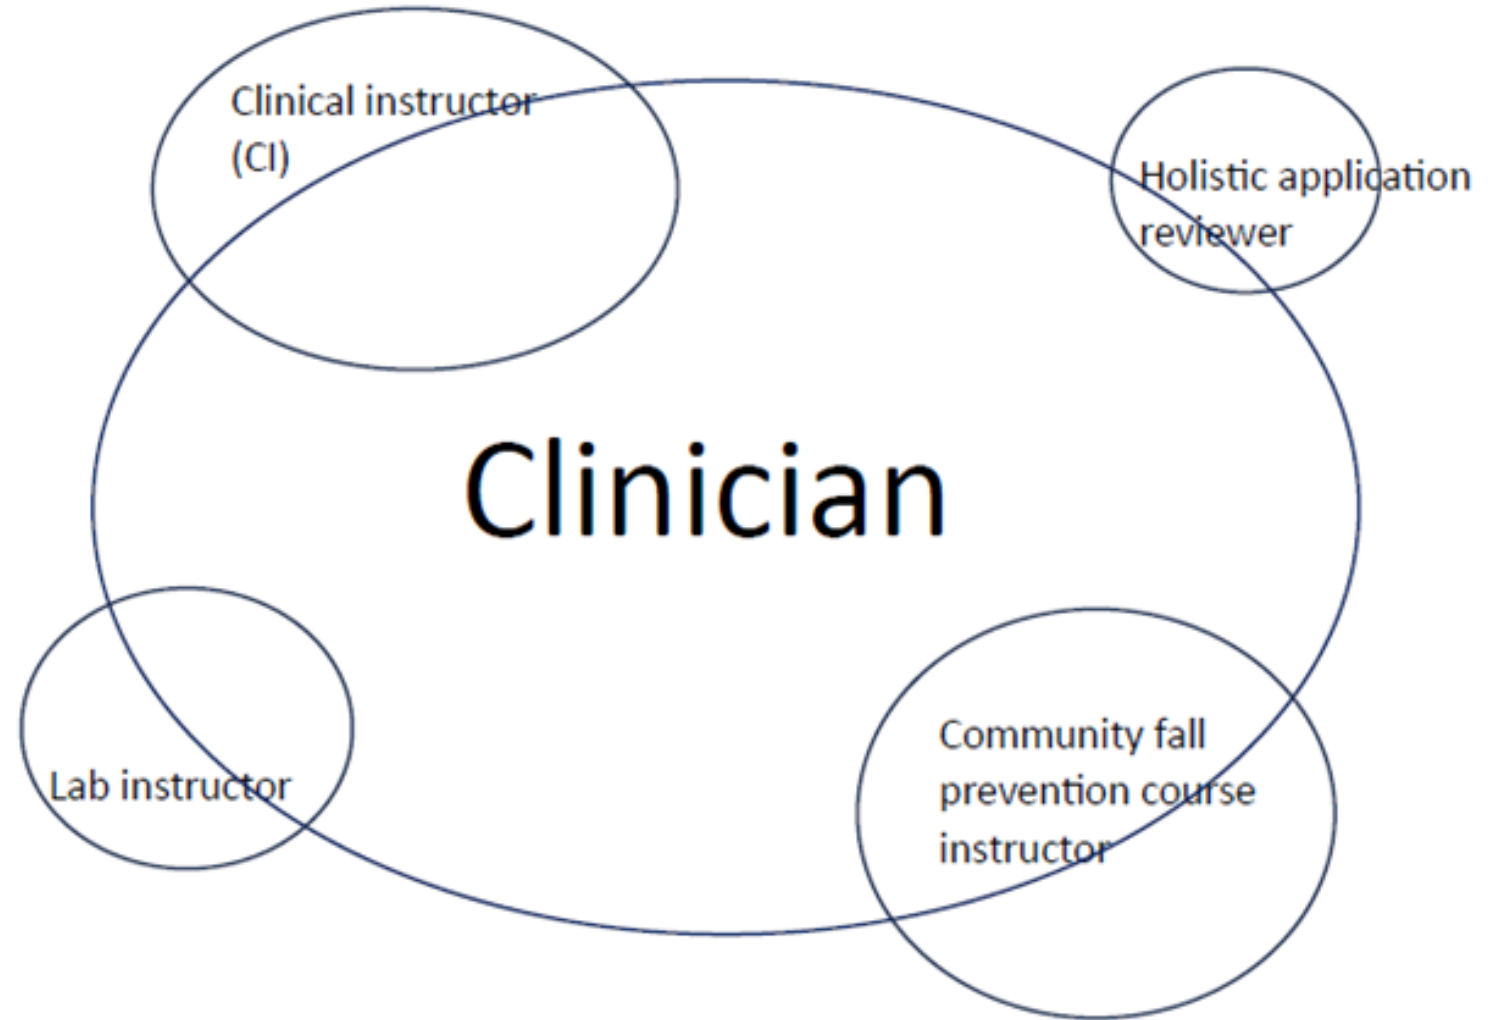 Clinical instructor
(CI)
Holistic application
reviewer
Clinician
Lab instructor
Community fall
prevention course
instructor